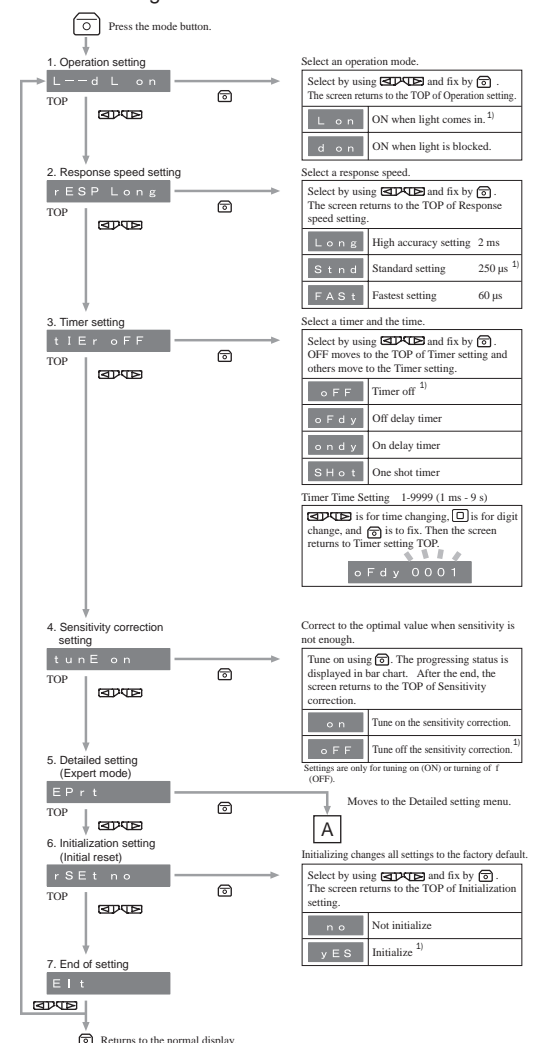 Press the mode button.
1. Operation setting
L--d L on
TOP
Select an operation mode.
Select by using and fix by .
The screen returns to the TOP of Operation setting.
L on ON when light comes in. 1)
d on ON when light is blocked.
2. Response speed setting
rESP Long
TOP
Select a response speed.
Select by using and fix by .
The screen returns to the TOP of Response
speed setting.
Long High accuracy setting 2 ms
Stnd Standard setting 250 µs 1)
FASt Fastest setting 60 µs
3. Timer setting
tIEr oFF
TOP
Select a timer and the time.
Select by using and fix by .
OFF moves to the TOP of Timer setting and
others move to the Timer setting.
oFF Timer off 1)
oFdy Off delay timer
ondy On delay timer
SHot One shot timer
Timer Time Setting 1-9999 (1 ms - 9 s)
is for time changing, is for digit
change, and is to fix. Then the screen
returns to Timer setting TOP.
oFdy 0001
4. Sensitivity correction
setting
tunE on
TOP
Correct to the optimal value when sensitivity is
not enough.
Tune on using . The progressing status is
displayed in bar chart. After the end, the
screen returns to the TOP of Sensitivity
correction.
on Tune on the sensitivity correction.
oFF Tune off the sensitivity correction. 1)
Settings are only for tuning on (ON) or turning of f
(OFF).
5. Detailed setting
(Expert mode)
EPrt
TOP
Moves to the Detailed setting menu.
A
6. Initialization setting
(Initial reset)
rSEt no
TOP
Initializing changes all settings to the factory default.
Select by using and fix by .
The screen returns to the TOP of Initialization
setting.
no Not initialize
yES Initialize 1)
7. End of setting
EIt
Returns to the normal display